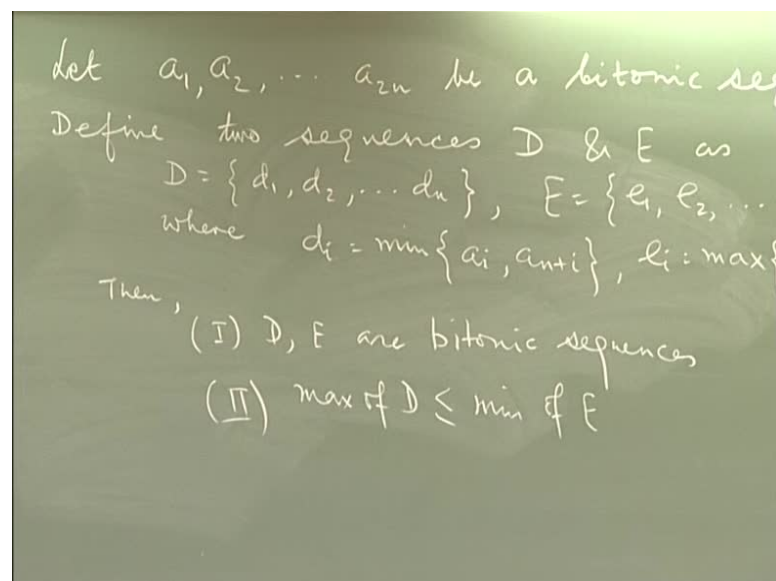 Let a₁, a₂, ... a₂ₙ be a bitonic seq
Define two sequences D & E as
D = { d₁, d₂, ... dₙ }, E = { e₁, e₂, ...
where dᵢ = min { aᵢ, aₙ₊ᵢ }, eᵢ : max {
Then,
(I) D, E are bitonic sequences
(II) max of D ≤ min of E